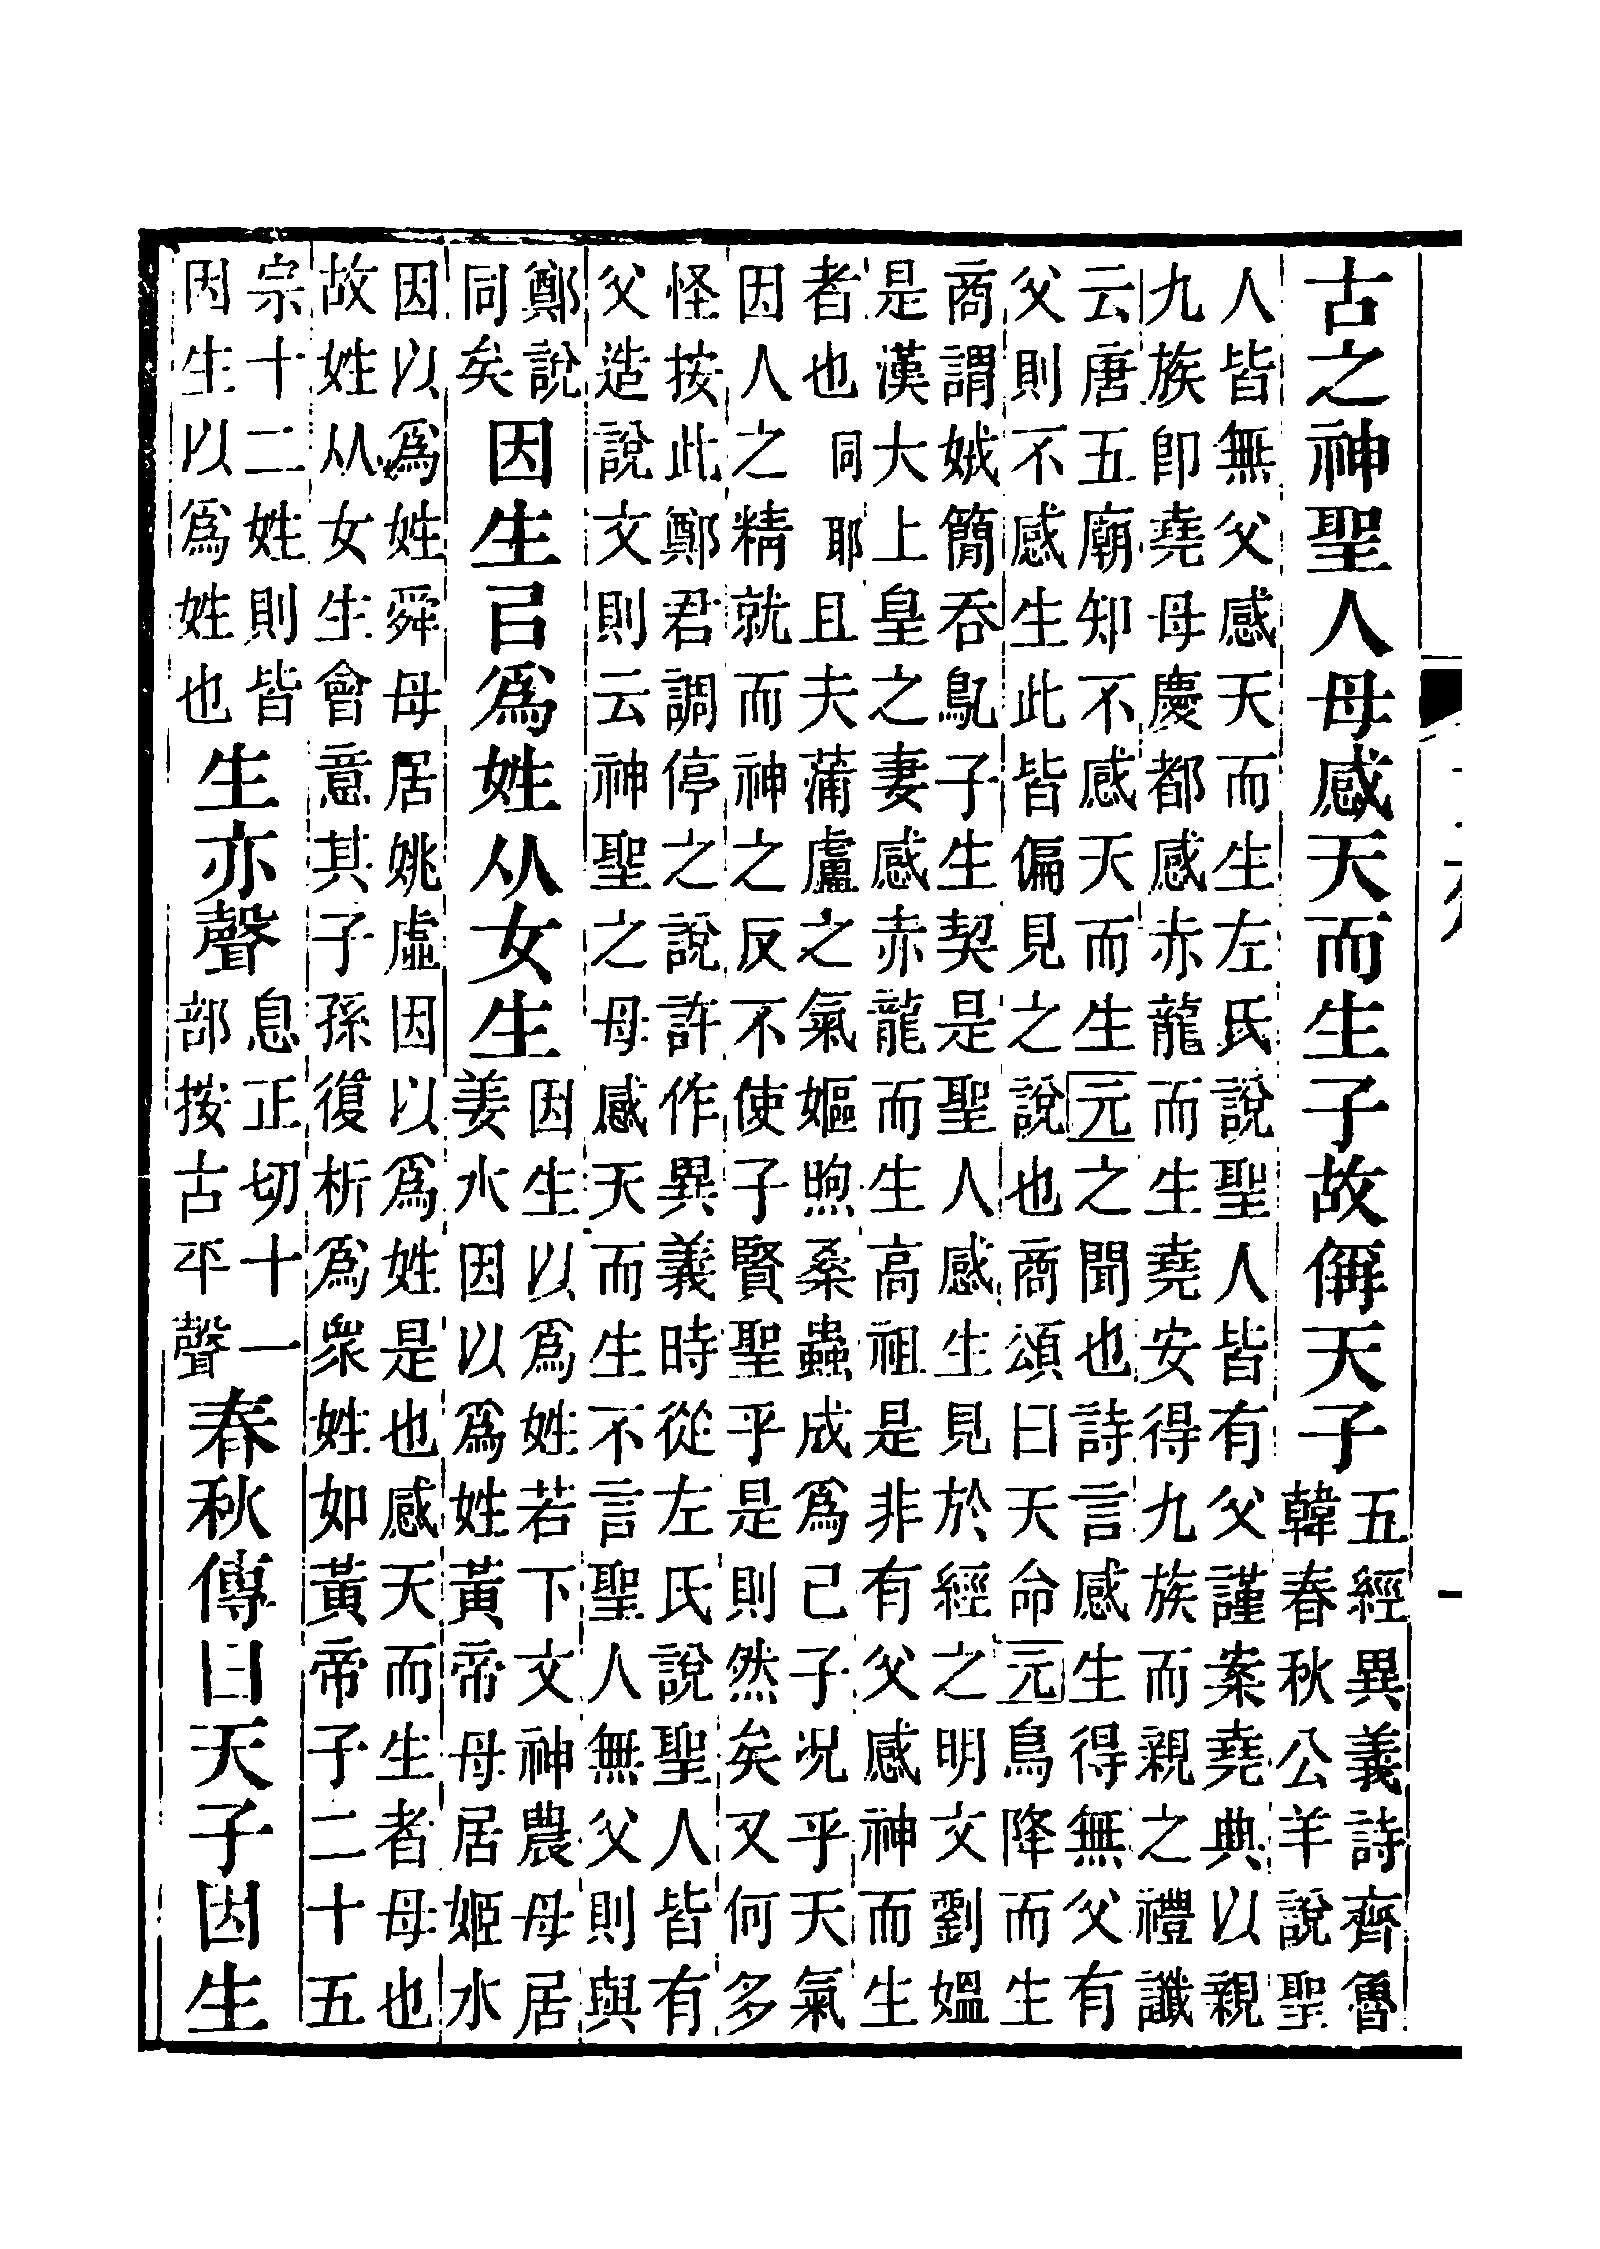 古之神聖人母感天而生子故偁天子五經異義詩齊魯
韓春秋公羊說聖
人皆無父感天而生左氏說聖人皆有父謹案堯典以親
九族卽堯母慶都感赤龍而生堯安得九族而親之禮讖
云唐五廟知不感天而生元之聞也詩言感生得無父有
父則不感生此皆偏見之說也商頌曰天命元鳥降而生
商謂娀簡吞鳦子生契是聖人感生見於經之明文劉媼
是漢大上皇之妻感赤龍而生高祖是非有父感神而生
者也同耶且夫蒲盧之氣嫗煦桑蟲成爲己子況乎天氣
因人之精就而神之反不使子賢聖乎是則然矣又何多
怪按此鄭君調停之說許作異義時從左氏說聖人皆有
父造說文則云神聖之母感天而生不言聖人無父則與
鄭說
同矣
因生㠯爲姓从女生
因生以爲姓若下文神農母居
姜水因以爲姓黃帝母居姬水
因以爲姓舜母居姚虛因以爲姓是也感天而生者母也
故姓从女生會意其子孫復析爲衆姓如黃帝子二十五
宗十二姓則皆
因生以爲姓也
生亦聲
息正切十一
部按古平聲
春秋傳曰天子因生